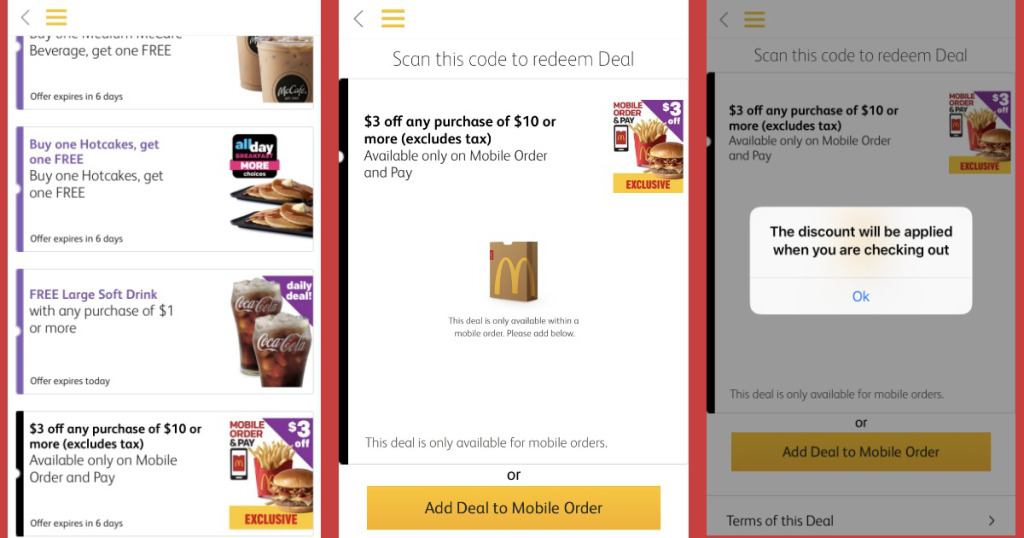 Buy one Medium McCafé
Beverage, get one FREE
McCafé
Offer expires in 6 days
Buy one Hotcakes, get
one FREE
Buy one Hotcakes, get
one FREE
all day
BREAKFAST
MORE
choices
Offer expires in 6 days
FREE Large Soft Drink
with any purchase of $1
or more
daily
deal!
Coca-Cola
Coca-Cola
Offer expires today
$3 off any purchase of $10 or
more (excludes tax)
Available only on Mobile
Order and Pay
MOBILE
ORDER
& PAY
$3
off
EXCLUSIVE
Offer expires in 6 days
Scan this code to redeem Deal
$3 off any purchase of $10 or
more (excludes tax)
Available only on Mobile Order
and Pay
MOBILE
ORDER
& PAY
$3
off
EXCLUSIVE
This deal is only available within a
mobile order. Please add below.
This deal is only available for mobile orders.
or
Add Deal to Mobile Order
Scan this code to redeem Deal
$3 off any purchase of $10 or
more (excludes tax)
Available only on Mobile Order
and Pay
MOBILE
ORDER
& PAY
$3
off
EXCLUSIVE
The discount will be applied
when you are checking out
Ok
This deal is only available for mobile orders.
or
Add Deal to Mobile Order
Terms of this Deal